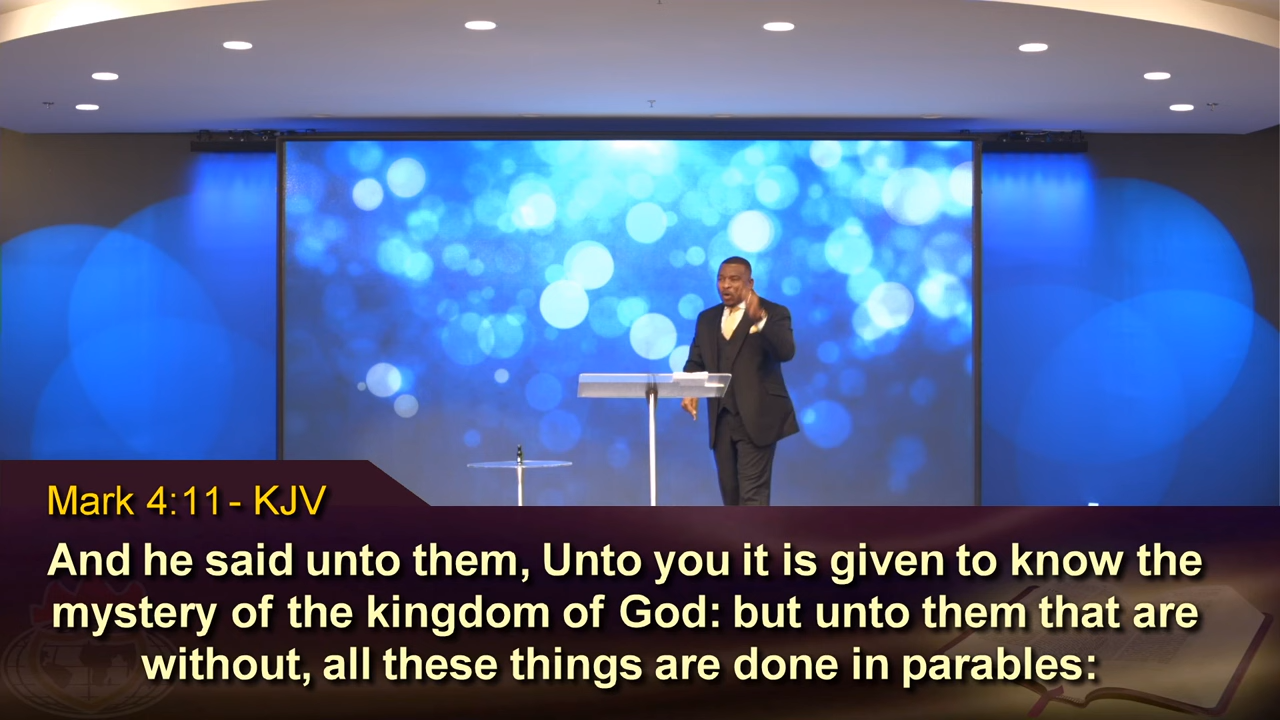 Mark 4:11 - KJV
And he said unto them, Unto you it is given to know the
mystery of the kingdom of God: but unto them that are
without, all these things are done in parables: